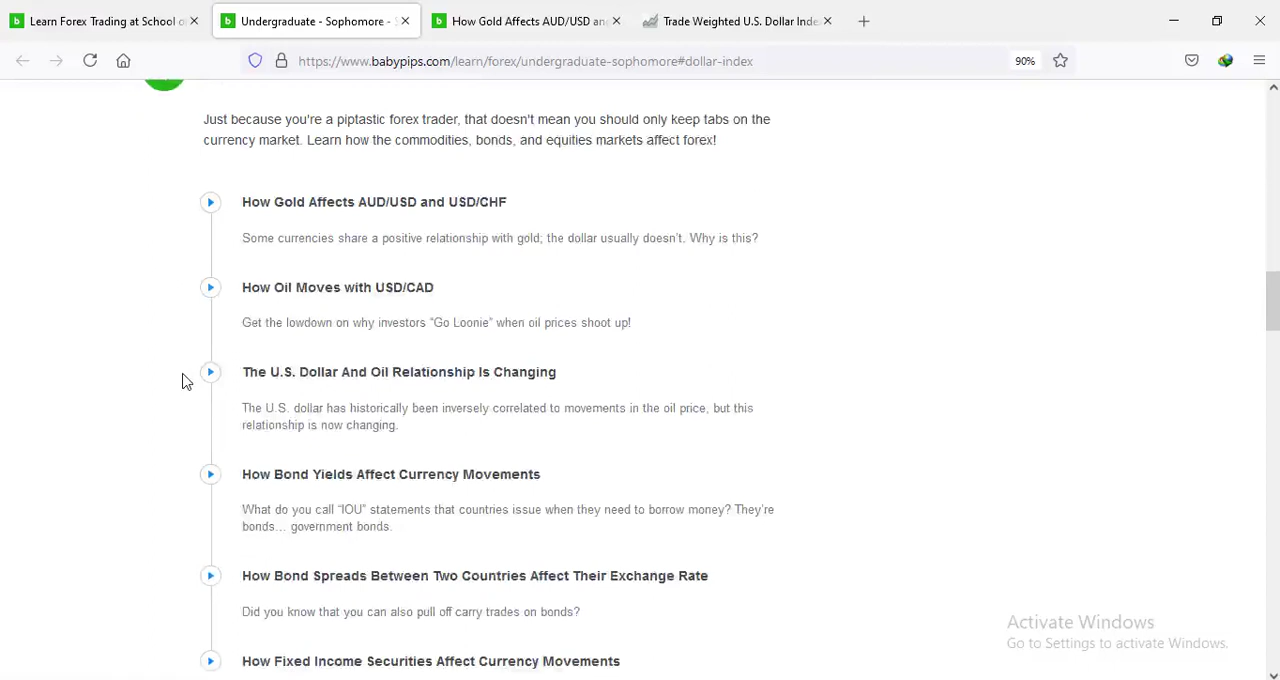 Learn Forex Trading at School o
Undergraduate - Sophomore -
How Gold Affects AUD/USD an
Trade Weighted U.S. Dollar Inde
https://www.babypips.com/learn/forex/undergraduate-sophomore#dollar-index
90%
Just because you're a piptastic forex trader, that doesn't mean you should only keep tabs on the
currency market. Learn how the commodities, bonds, and equities markets affect forex!
How Gold Affects AUD/USD and USD/CHF
Some currencies share a positive relationship with gold; the dollar usually doesn't. Why is this?
How Oil Moves with USD/CAD
Get the lowdown on why investors “Go Loonie” when oil prices shoot up!
The U.S. Dollar And Oil Relationship Is Changing
The U.S. dollar has historically been inversely correlated to movements in the oil price, but this
relationship is now changing.
How Bond Yields Affect Currency Movements
What do you call “IOU” statements that countries issue when they need to borrow money? They’re
bonds… government bonds.
How Bond Spreads Between Two Countries Affect Their Exchange Rate
Did you know that you can also pull off carry trades on bonds?
How Fixed Income Securities Affect Currency Movements
Activate Windows
Go to Settings to activate Windows.